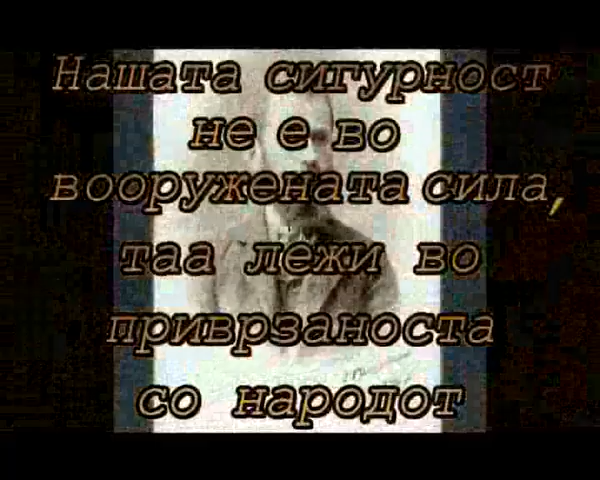 Нашата сигурност
не е во
вооружената сила,
таа лежи во
приврзаноста
со народот